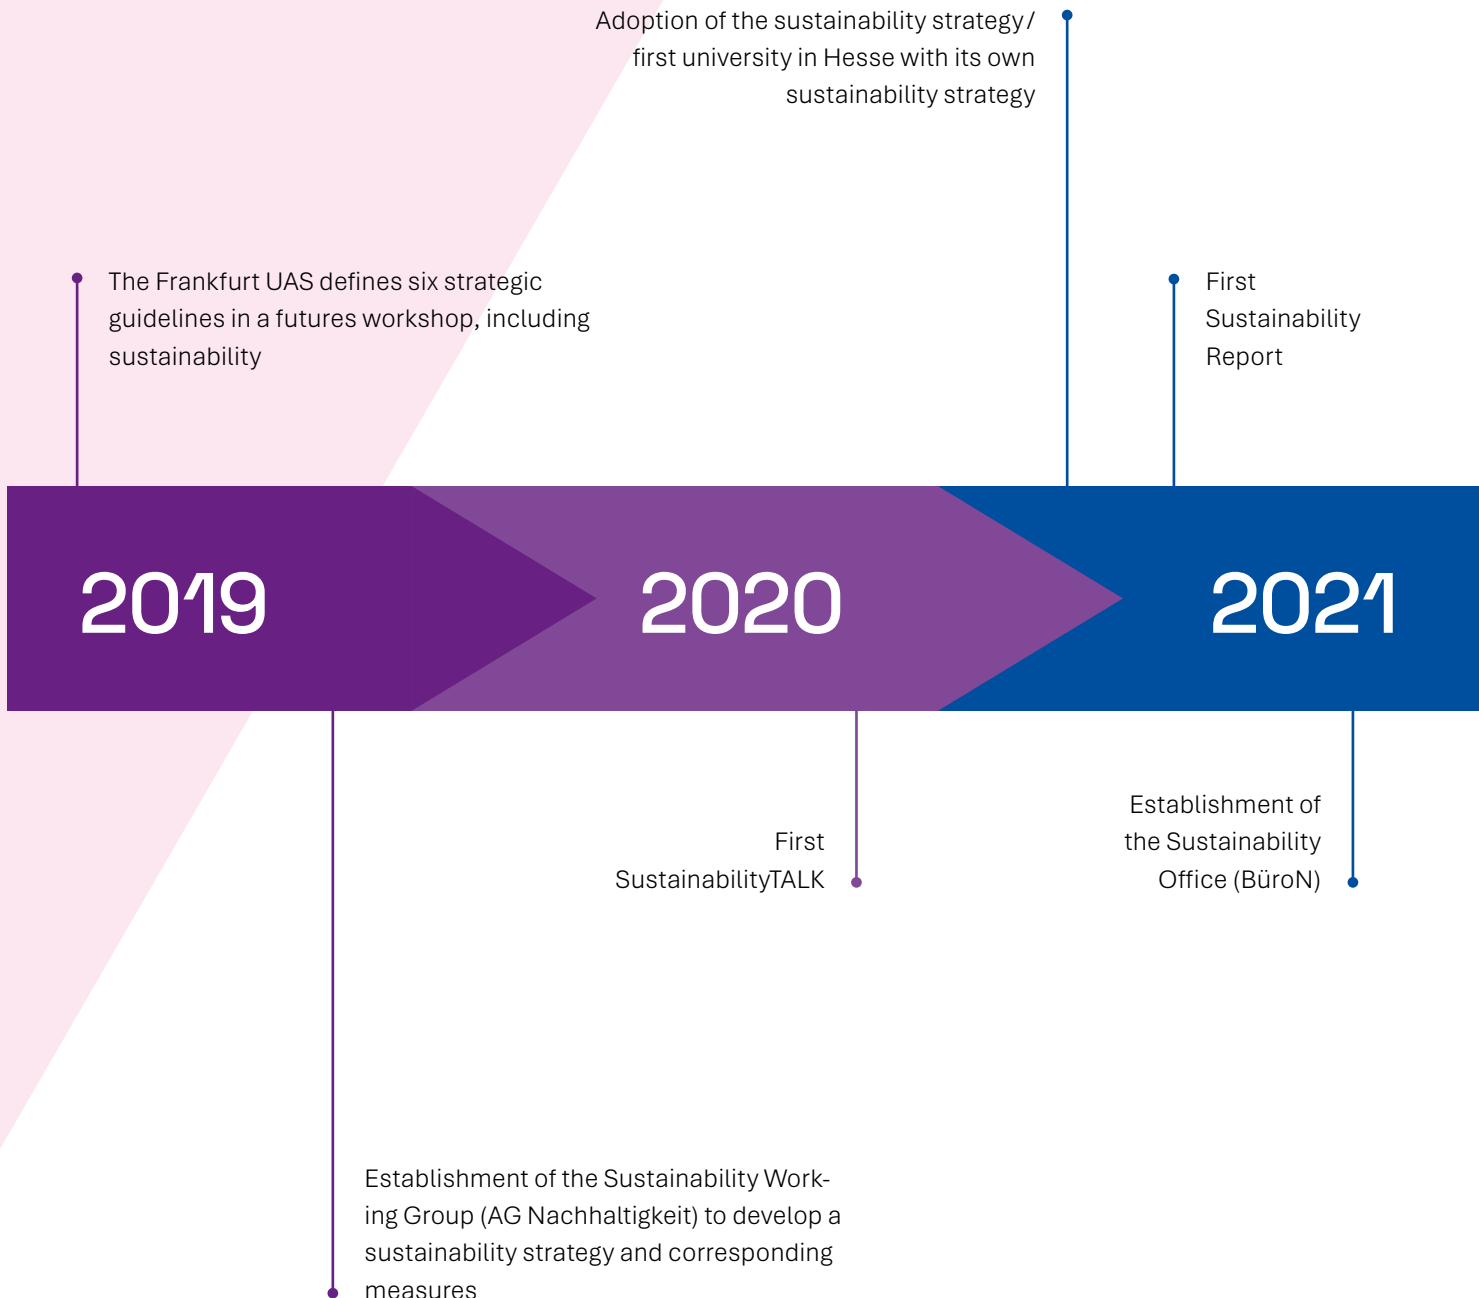 Adoption of the sustainability strategy/
first university in Hesse with its own
sustainability strategy
The Frankfurt UAS defines six strategic
guidelines in a futures workshop, including
sustainability
First
Sustainability
Report
2019
2020
2021
First
SustainabilityTALK
Establishment of
the Sustainability
Office (BüroN)
Establishment of the Sustainability Work-
ing Group (AG Nachhaltigkeit) to develop a
sustainability strategy and corresponding
measures